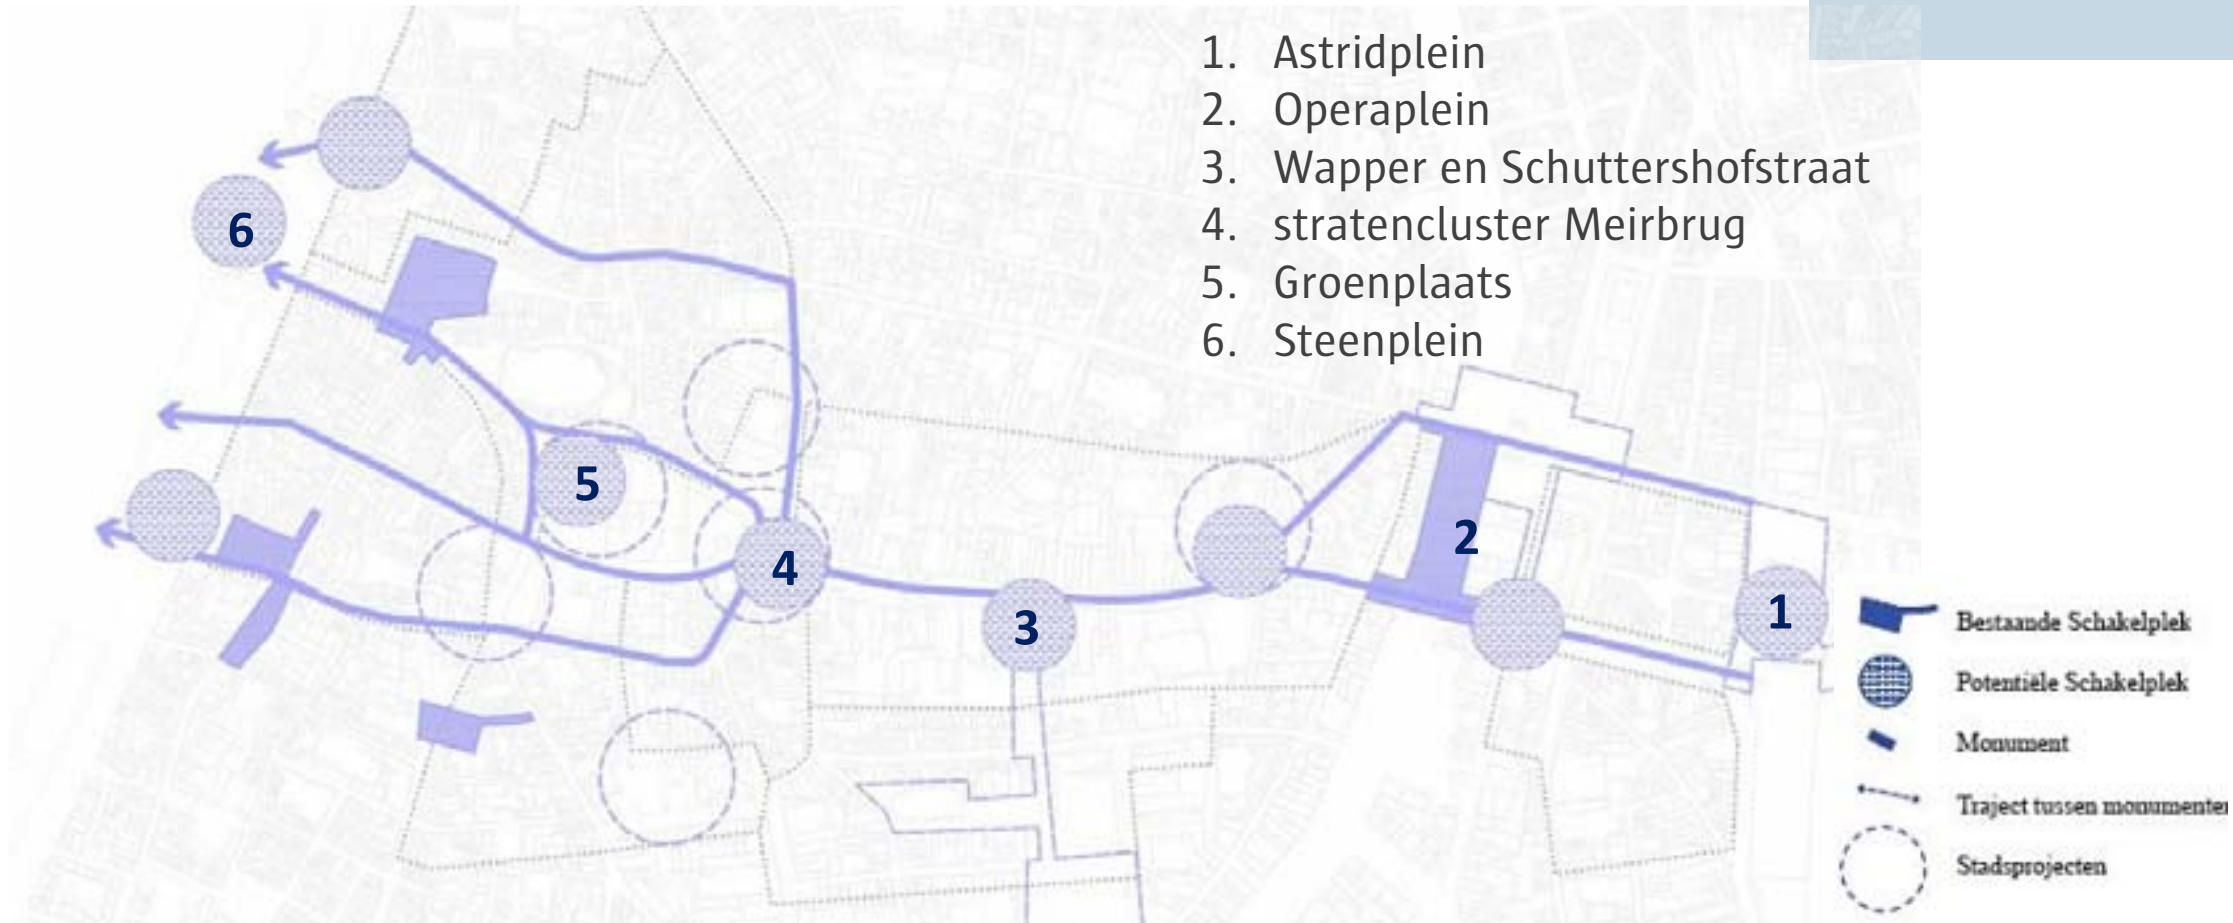 1. Astridplein
2. Operaplein
3. Wapper en Schuttershofstraat
4. stratencluster Meirbrug
5. Groenplaats
6. Steenplein
6
5
4
3
2
1
Bestaande Schakelplek
Potentiële Schakelplek
Monument
Traject tussen monumenten
Stadsprojecten